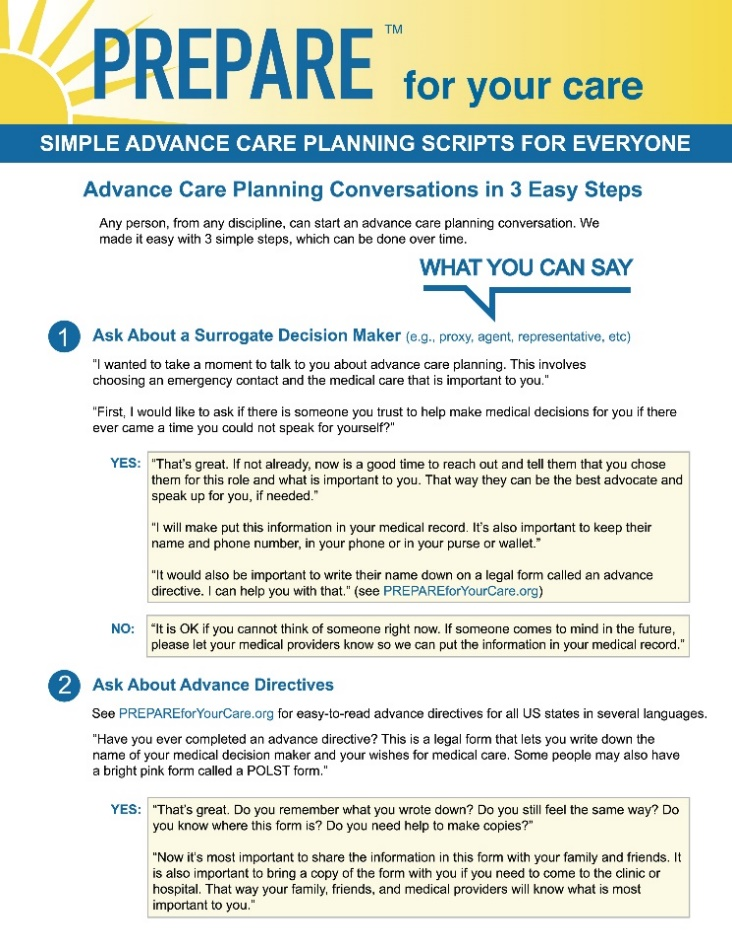 PREPARE™ for your care
SIMPLE ADVANCE CARE PLANNING SCRIPTS FOR EVERYONE
Advance Care Planning Conversations in 3 Easy Steps
Any person, from any discipline, can start an advance care planning conversation. We
made it easy with 3 simple steps, which can be done over time.
WHAT YOU CAN SAY
1 Ask About a Surrogate Decision Maker (e.g., proxy, agent, representative, etc)
"I wanted to take a moment to talk to you about advance care planning. This involves
choosing an emergency contact and the medical care that is important to you."
"First, I would like to ask if there is someone you trust to help make medical decisions for you if there
ever came a time you could not speak for yourself?"
YES: "That's great. If not already, now is a good time to reach out and tell them that you chose
them for this role and what is important to you. That way they can be the best advocate and
speak up for you, if needed."
"I will make put this information in your medical record. It's also important to keep their
name and phone number, in your phone or in your purse or wallet."
"It would also be important to write their name down on a legal form called an advance
directive. I can help you with that." (see PREPAREforYourCare.org)
NO: "It is OK if you cannot think of someone right now. If someone comes to mind in the future,
please let your medical providers know so we can put the information in your medical record."
2 Ask About Advance Directives
See PREPAREforYourCare.org for easy-to-read advance directives for all US states in several languages.
"Have you ever completed an advance directive? This is a legal form that lets you write down the
name of your medical decision maker and your wishes for medical care. Some people may also have
a bright pink form called a POLST form."
YES: "That's great. Do you remember what you wrote down? Do you still feel the same way? Do
you know where this form is? Do you need help to make copies?"
"Now it's most important to share the information in this form with your family and friends. It
is also important to bring a copy of the form with you if you need to come to the clinic or
hospital. That way your family, friends, and medical providers will know what is most
important to you."